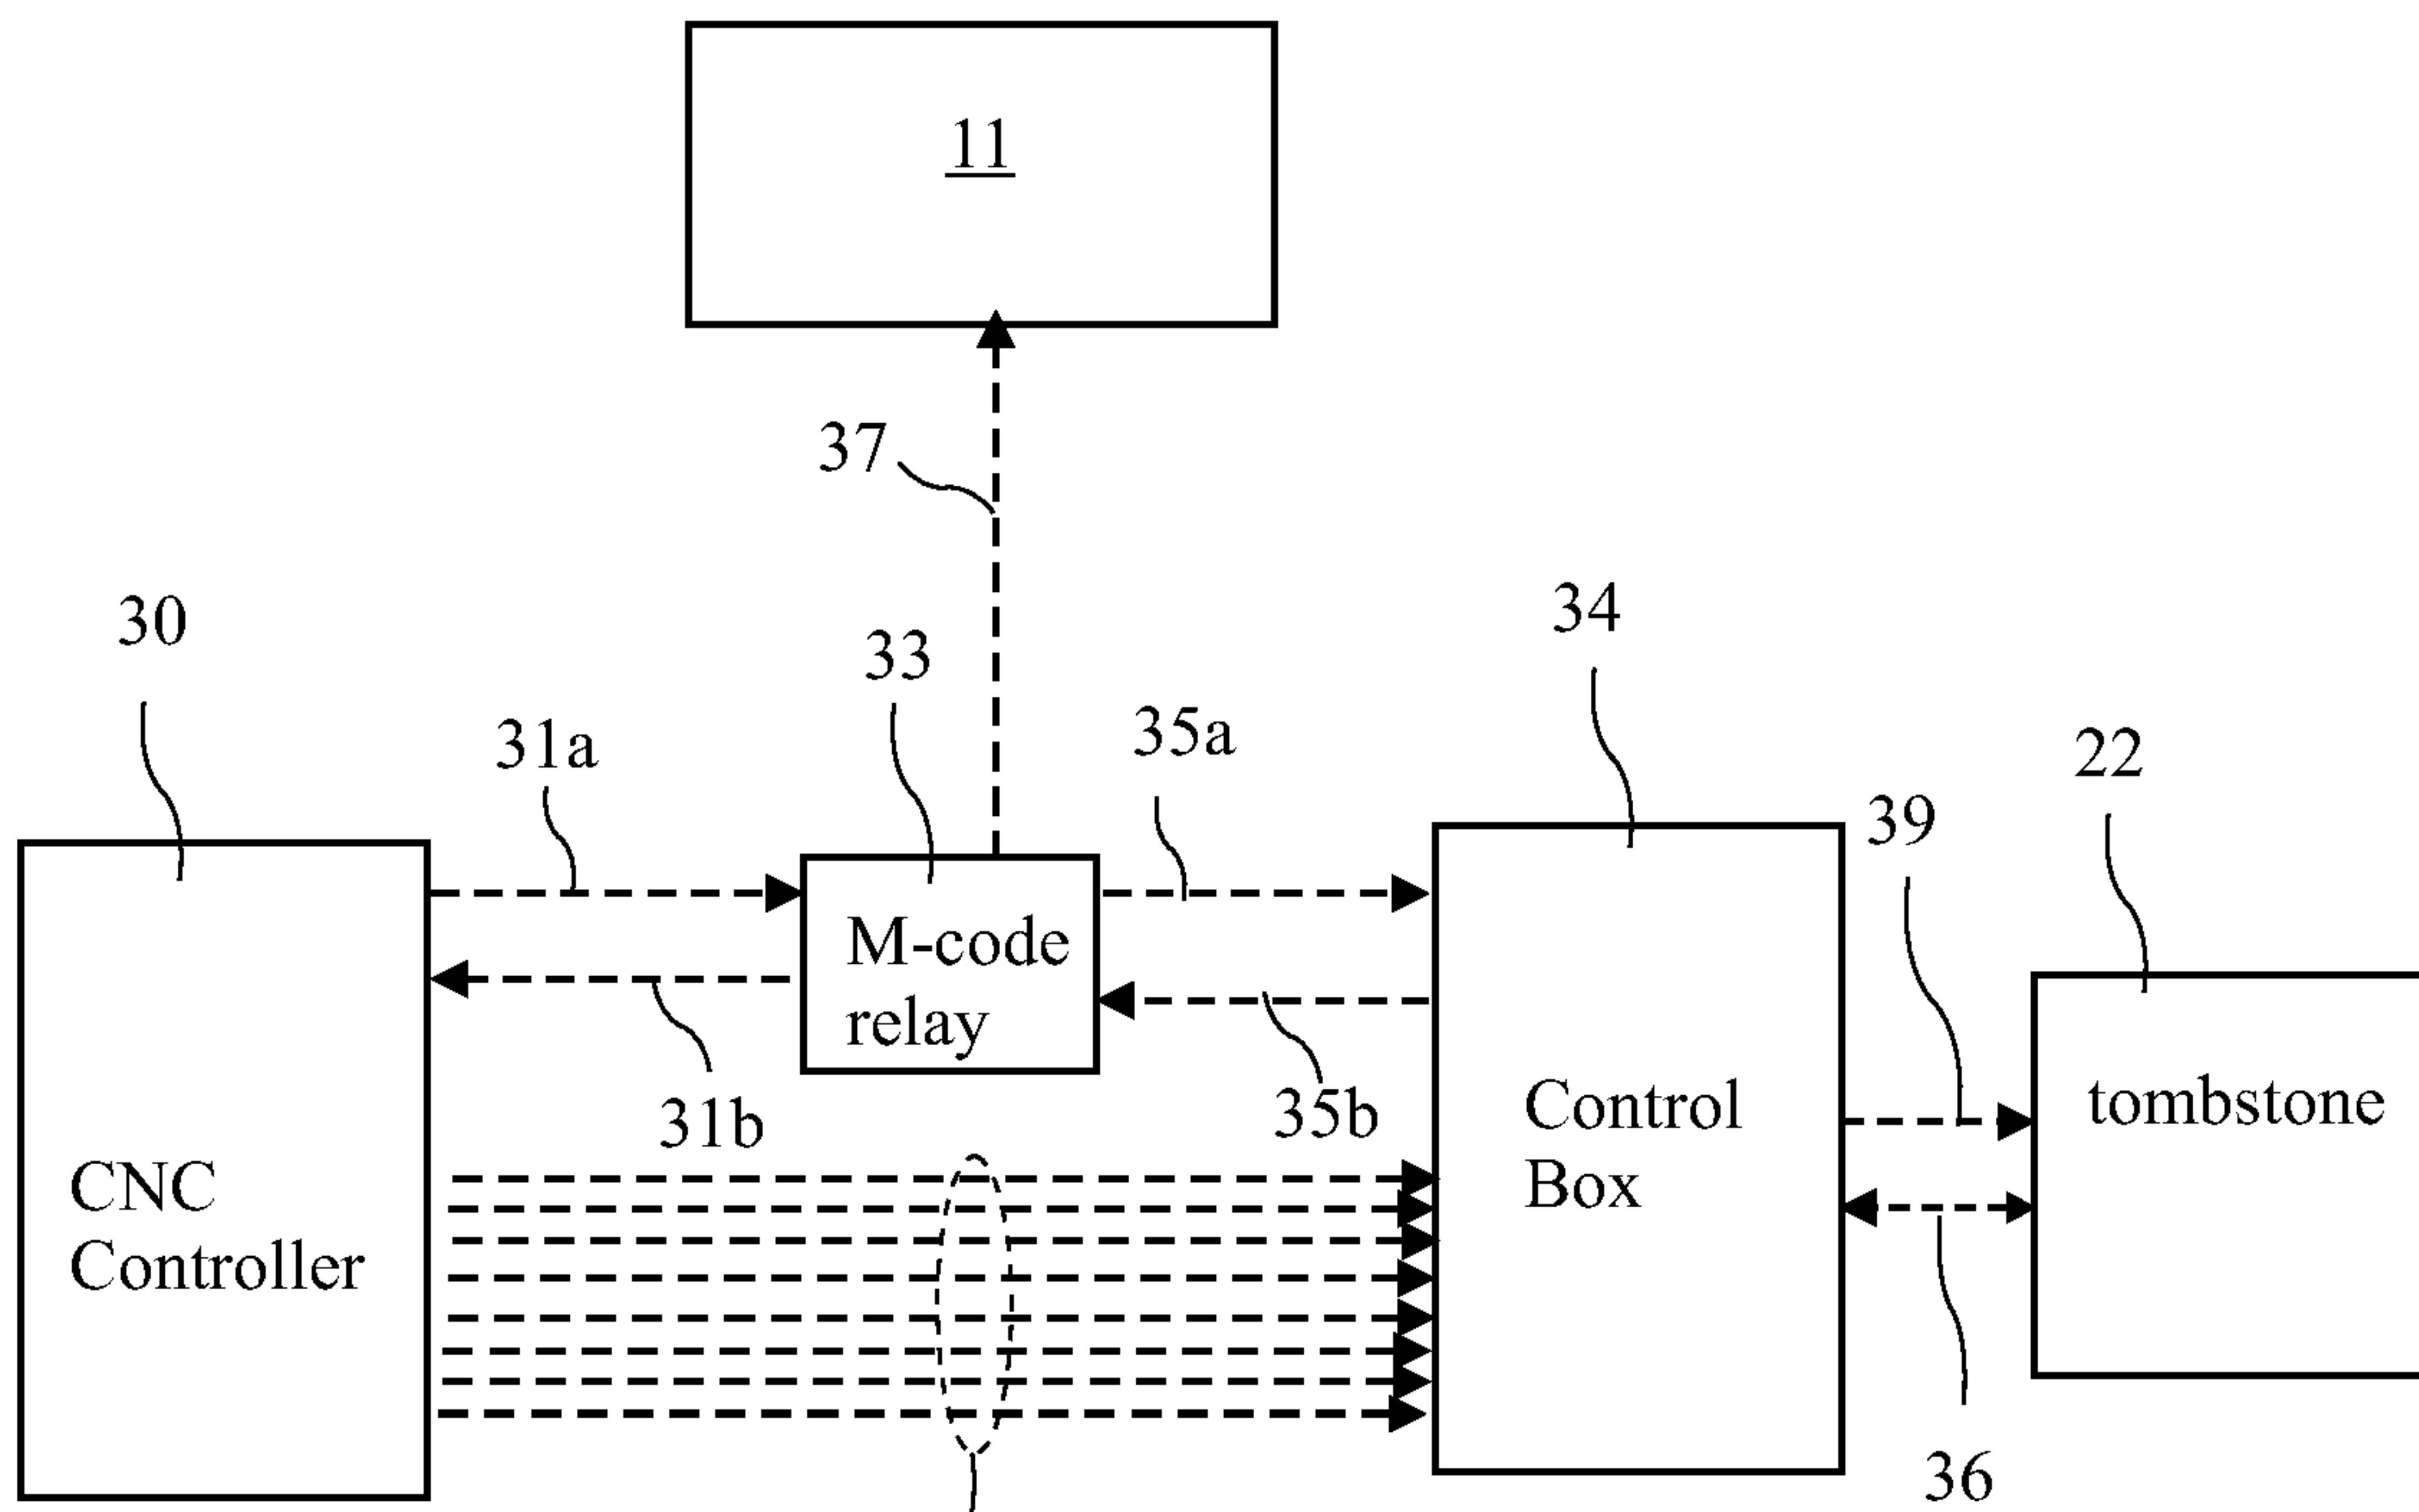 11
37
30
33
34
31a
35a
22
39
M-code
relay
31b
35b
Control
Box
tombstone
CNC
Controller
36